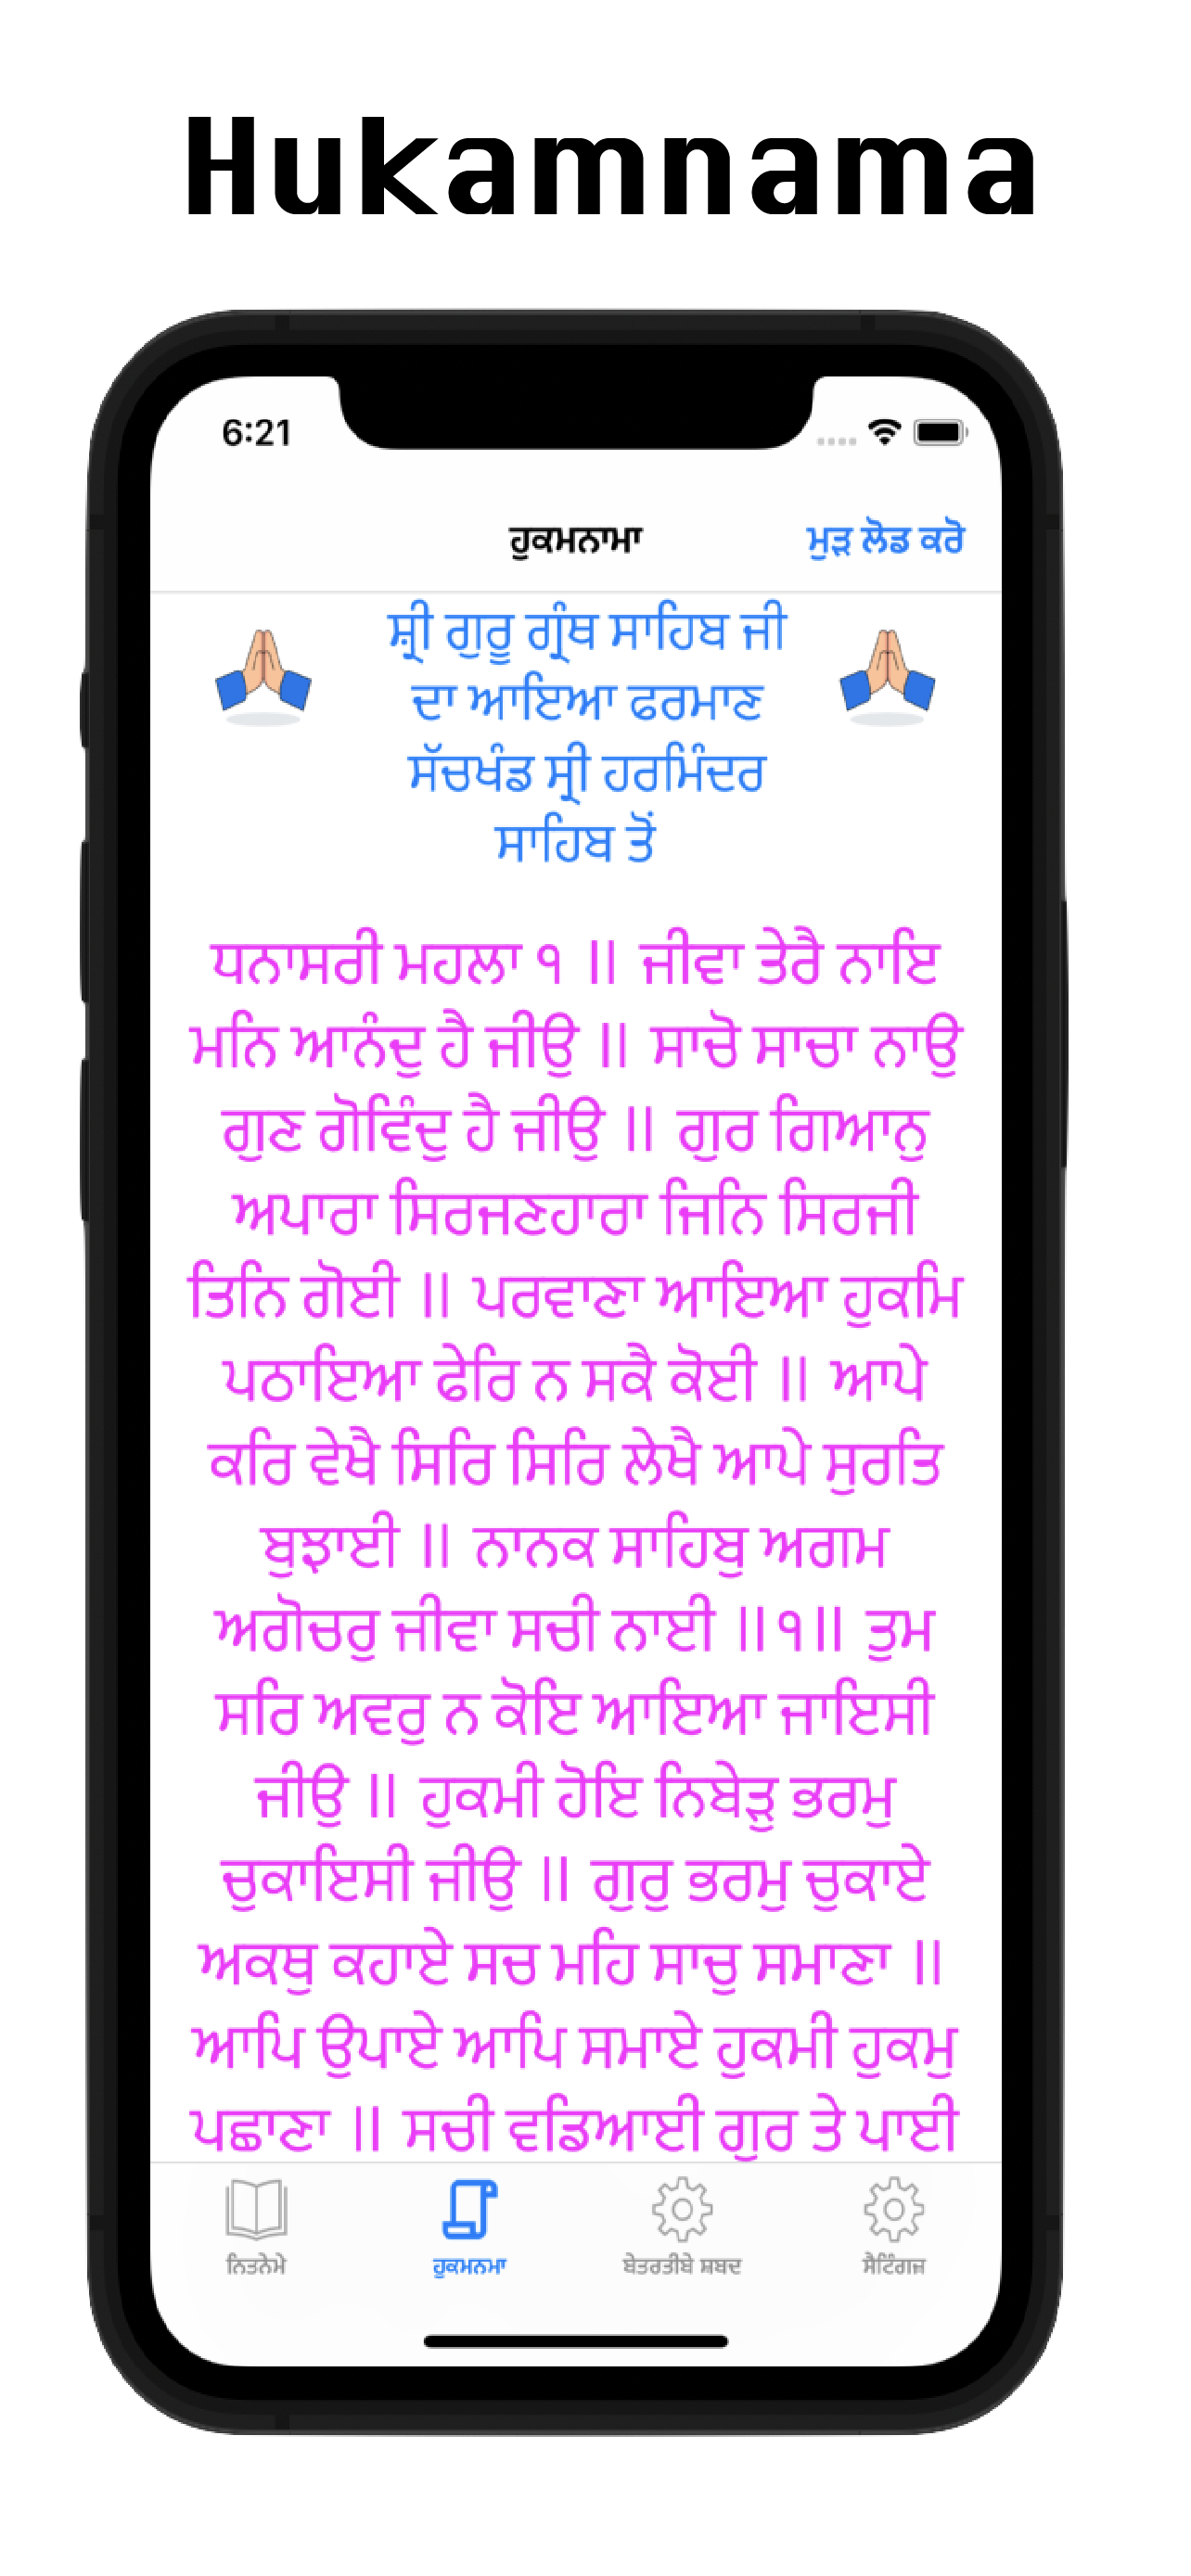 Hukamnama
6:21
ਹੁਕਮਨਾਮਾ
ਮੁੜ ਲੋਡ ਕਰੋ
ਸ਼੍ਰੀ ਗੁਰੂ ਗ੍ਰੰਥ ਸਾਹਿਬ ਜੀ
ਦਾ ਆਇਆ ਫਰਮਾਣ
ਸੱਚਖੰਡ ਸ੍ਰੀ ਹਰਮਿੰਦਰ
ਸਾਹਿਬ ਤੋਂ
ਧਨਾਸਰੀ ਮਹਲਾ ੧ ॥ ਜੀਵਾ ਤੇਰੈ ਨਾਇ
ਮਨਿ ਆਨੰਦੁ ਹੈ ਜੀਉ ॥ ਸਾਚੋ ਸਾਚਾ ਨਾਉ
ਗੁਣ ਗੋਵਿੰਦੁ ਹੈ ਜੀਉ ॥ ਗੁਰ ਗਿਆਨੁ
ਅਪਾਰਾ ਸਿਰਜਣਹਾਰਾ ਜਿਨਿ ਸਿਰਜੀ
ਤਿਨਿ ਗੋਈ ॥ ਪਰਵਾਣਾ ਆਇਆ ਹੁਕਮਿ
ਪਠਾਇਆ ਫੇਰਿ ਨ ਸਕੈ ਕੋਈ ॥ ਆਪੇ
ਕਰਿ ਵੇਖੈ ਸਿਰਿ ਸਿਰਿ ਲੇਖੈ ਆਪੇ ਸੁਰਤਿ
ਬੁਝਾਈ ॥ ਨਾਨਕ ਸਾਹਿਬੁ ਅਗਮ
ਅਗੋਚਰੁ ਜੀਵਾ ਸਚੀ ਨਾਈ ॥੧॥ ਤੁਮ
ਸਰਿ ਅਵਰੁ ਨ ਕੋਇ ਆਇਆ ਜਾਇਸੀ
ਜੀਉ ॥ ਹੁਕਮੀ ਹੋਇ ਨਿਬੇੜੁ ਭਰਮੁ
ਚੁਕਾਇਸੀ ਜੀਉ ॥ ਗੁਰੁ ਭਰਮੁ ਚੁਕਾਏ
ਅਕਥੁ ਕਹਾਏ ਸਚ ਮਹਿ ਸਾਚੁ ਸਮਾਣਾ ॥
ਆਪਿ ਉਪਾਏ ਆਪਿ ਸਮਾਏ ਹੁਕਮੀ ਹੁਕਮੁ
ਪਛਾਣਾ ॥ ਸਚੀ ਵਡਿਆਈ ਗੁਰ ਤੇ ਪਾਈ
ਨਿਤਨੇਮੇ
ਹੁਕਮਨਮਾ
ਬੇਤਰਤੀਬੇ ਸ਼ਬਦ
ਸੈਟਿੰਗਜ਼